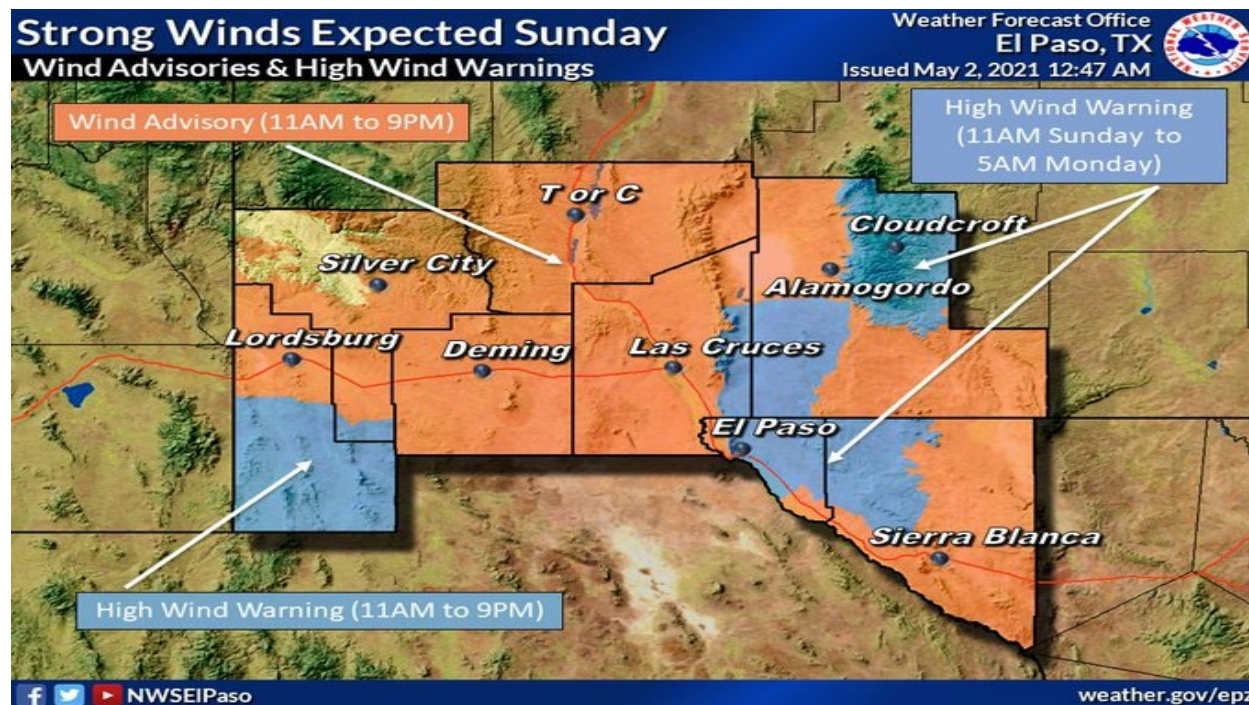 Strong Winds Expected Sunday
Wind Advisories & High Wind Warnings
Weather Forecast Office
El Paso, TX
Issued May 2, 2021 12:47 AM
NATIONAL WEATHER SERVICE
Wind Advisory (11AM to 9PM)
High Wind Warning
(11AM Sunday to
5AM Monday)
T or C
Cloudcroft
Silver City
Alamogordo
Lordsburg
Deming
Las Cruces
El Paso
Sierra Blanca
High Wind Warning (11AM to 9PM)
NWSElPaso
weather.gov/epz